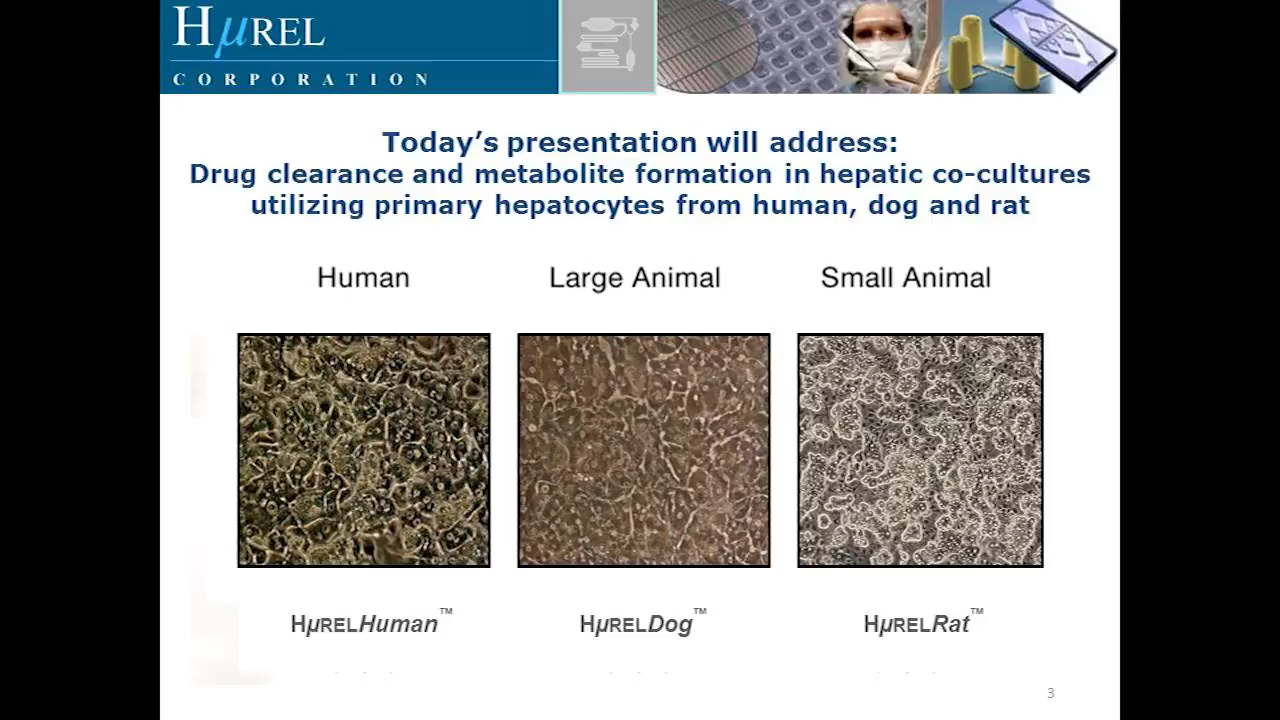 HμREL
CORPORATION
Today’s presentation will address:
Drug clearance and metabolite formation in hepatic co-cultures
utilizing primary hepatocytes from human, dog and rat
Human Large Animal Small Animal
HμRELHuman™ HμRELDog™ HμRELRat™
3